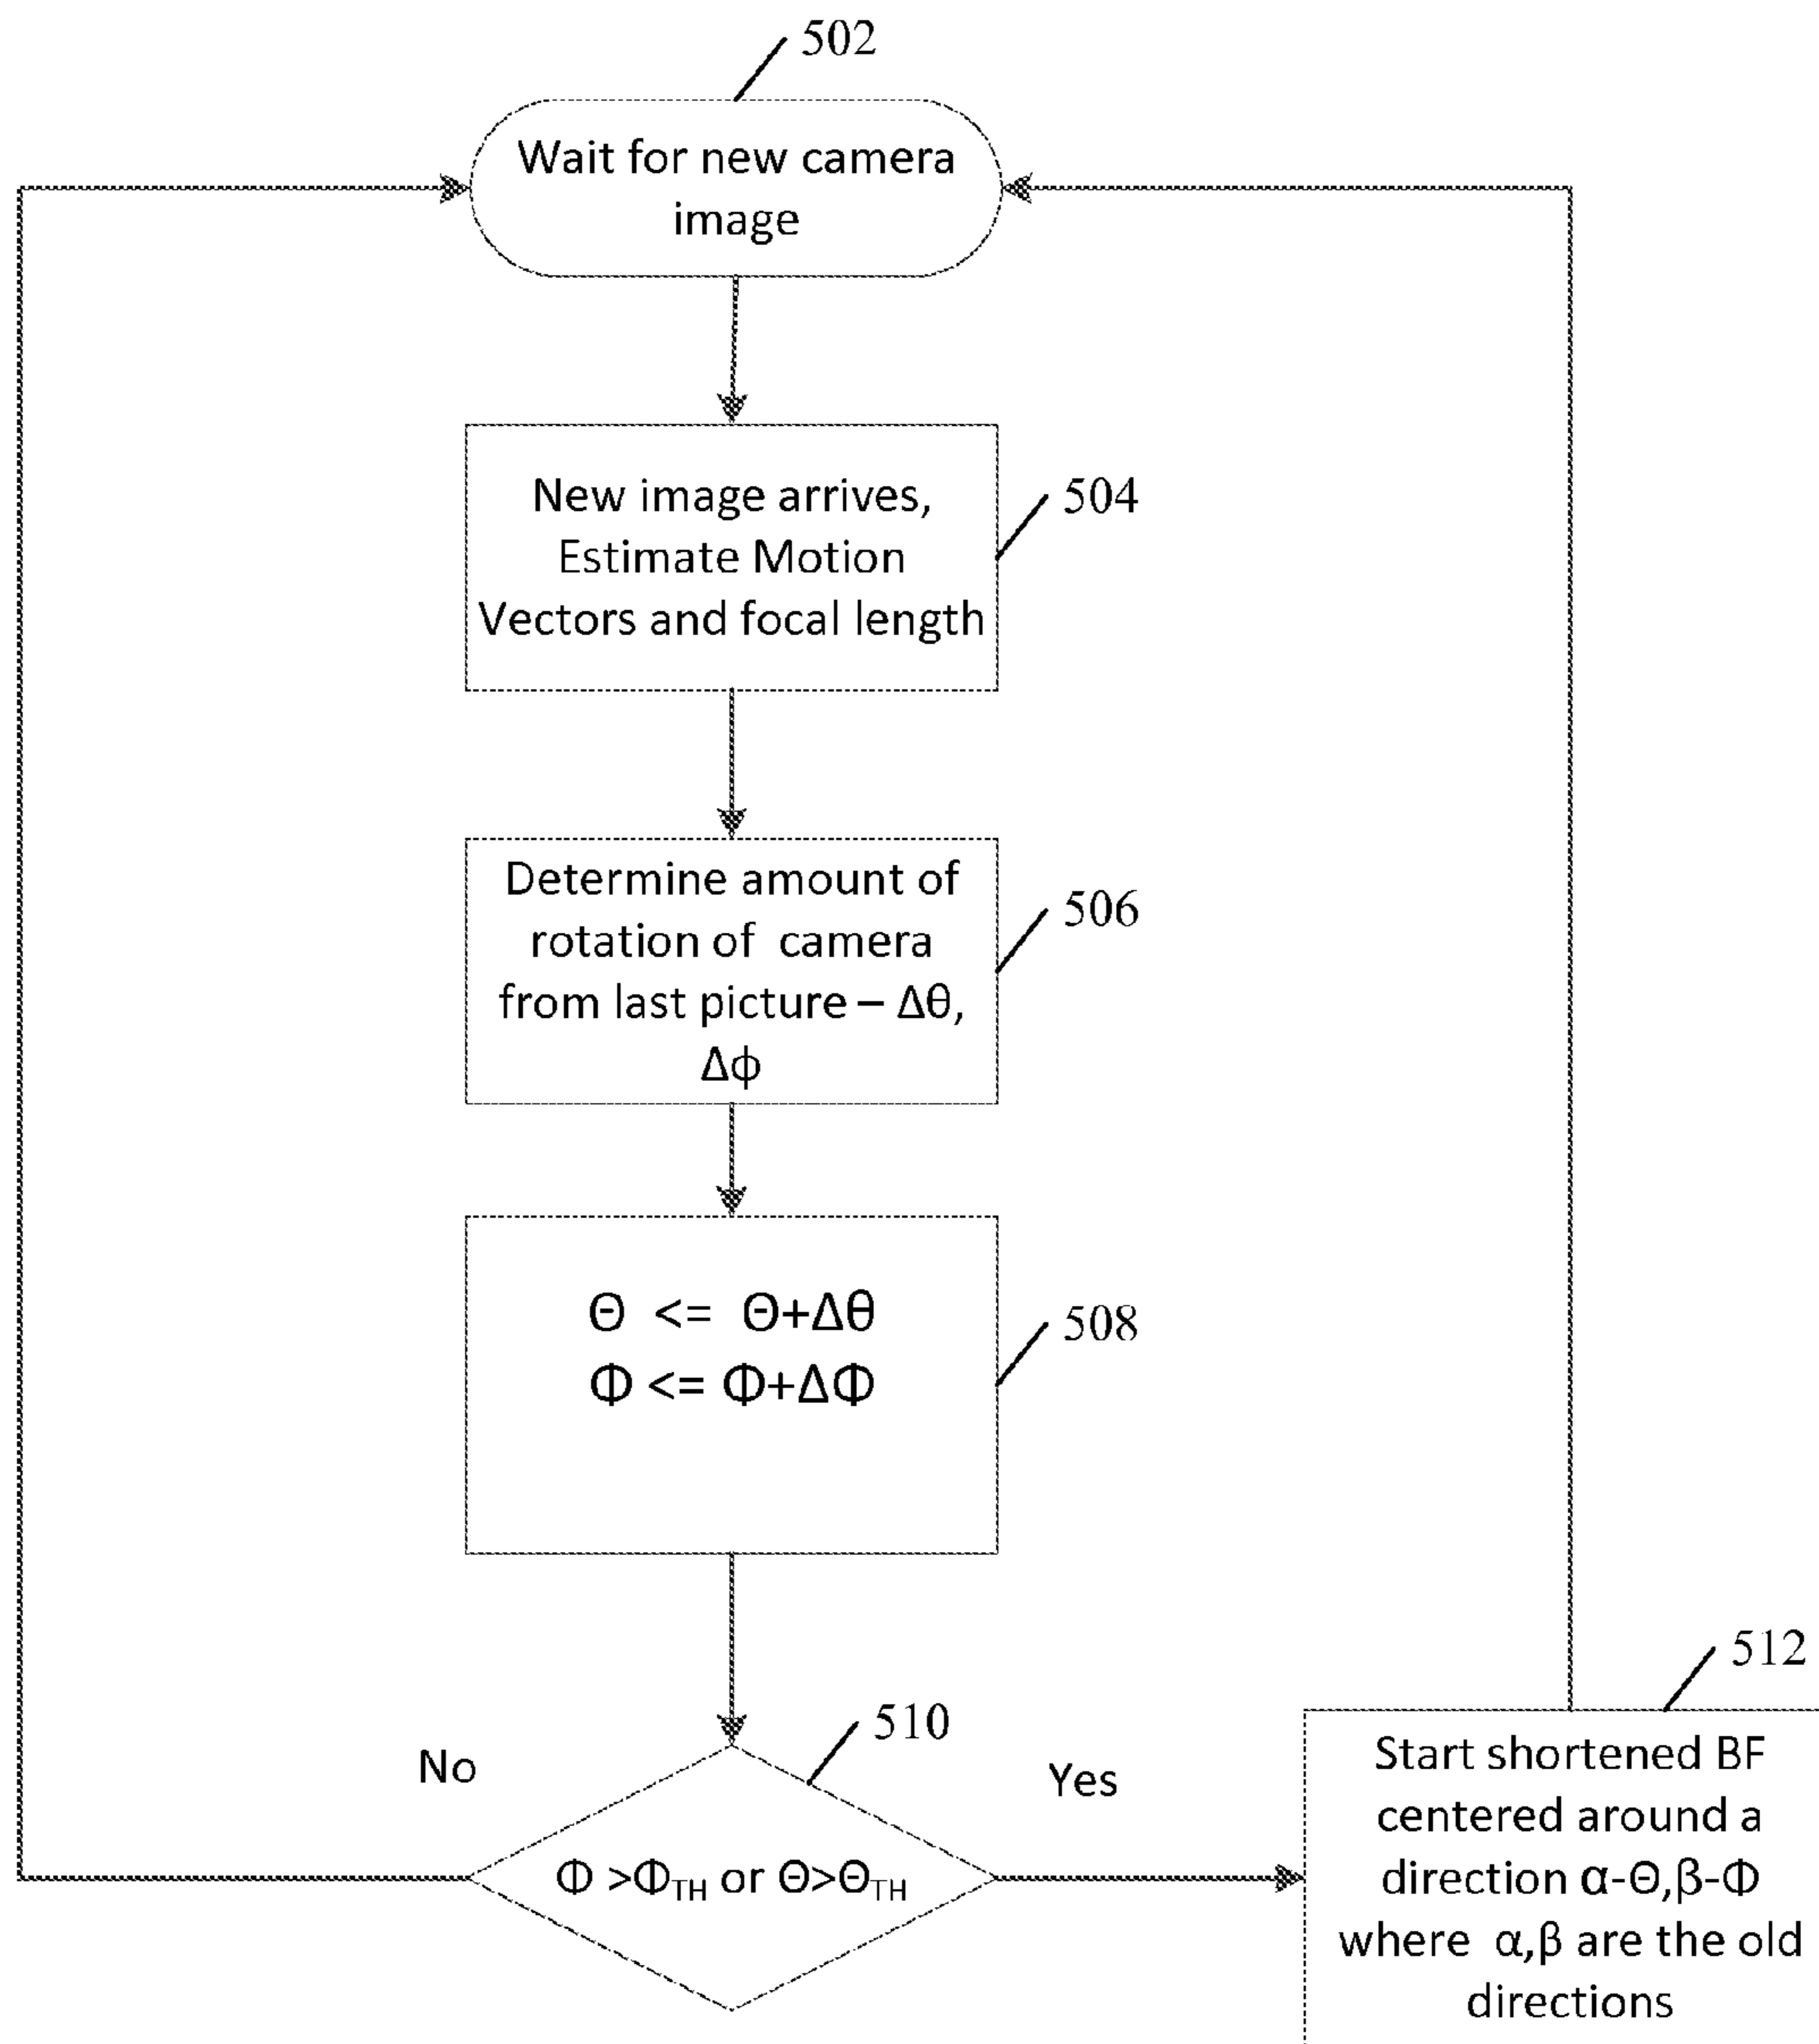 502
Wait for new camera
image
New image arrives,
Estimate Motion
Vectors and focal length
504
Determine amount of
rotation of camera
from last picture – Δθ,
Δϕ
506
Θ <= Θ+Δθ
Φ <= Φ+ΔΦ
508
510
No
Yes
Φ >ΦTH or Θ>ΘTH
512
Start shortened BF
centered around a
direction α-Θ,β-Φ
where α,β are the old
directions